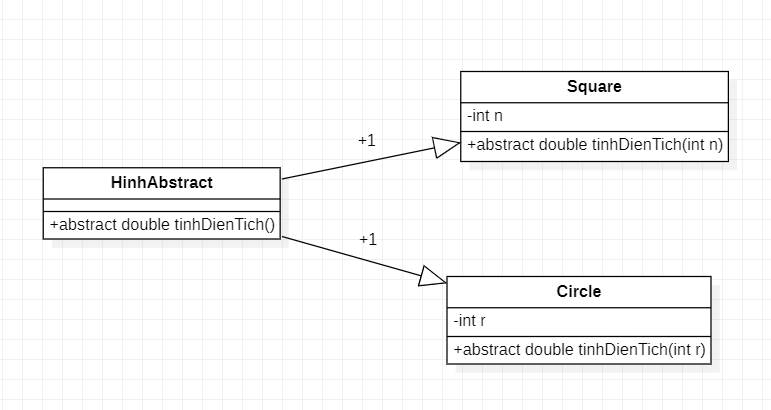 HinhAbstract
+abstract double tinhDienTich()
+1
Square
-int n
+abstract double tinhDienTich(int n)
+1
Circle
-int r
+abstract double tinhDienTich(int r)